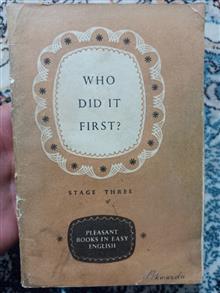 WHO
DID IT
FIRST?
STAGE THREE
PLEASANT
BOOKS IN EASY
ENGLISH